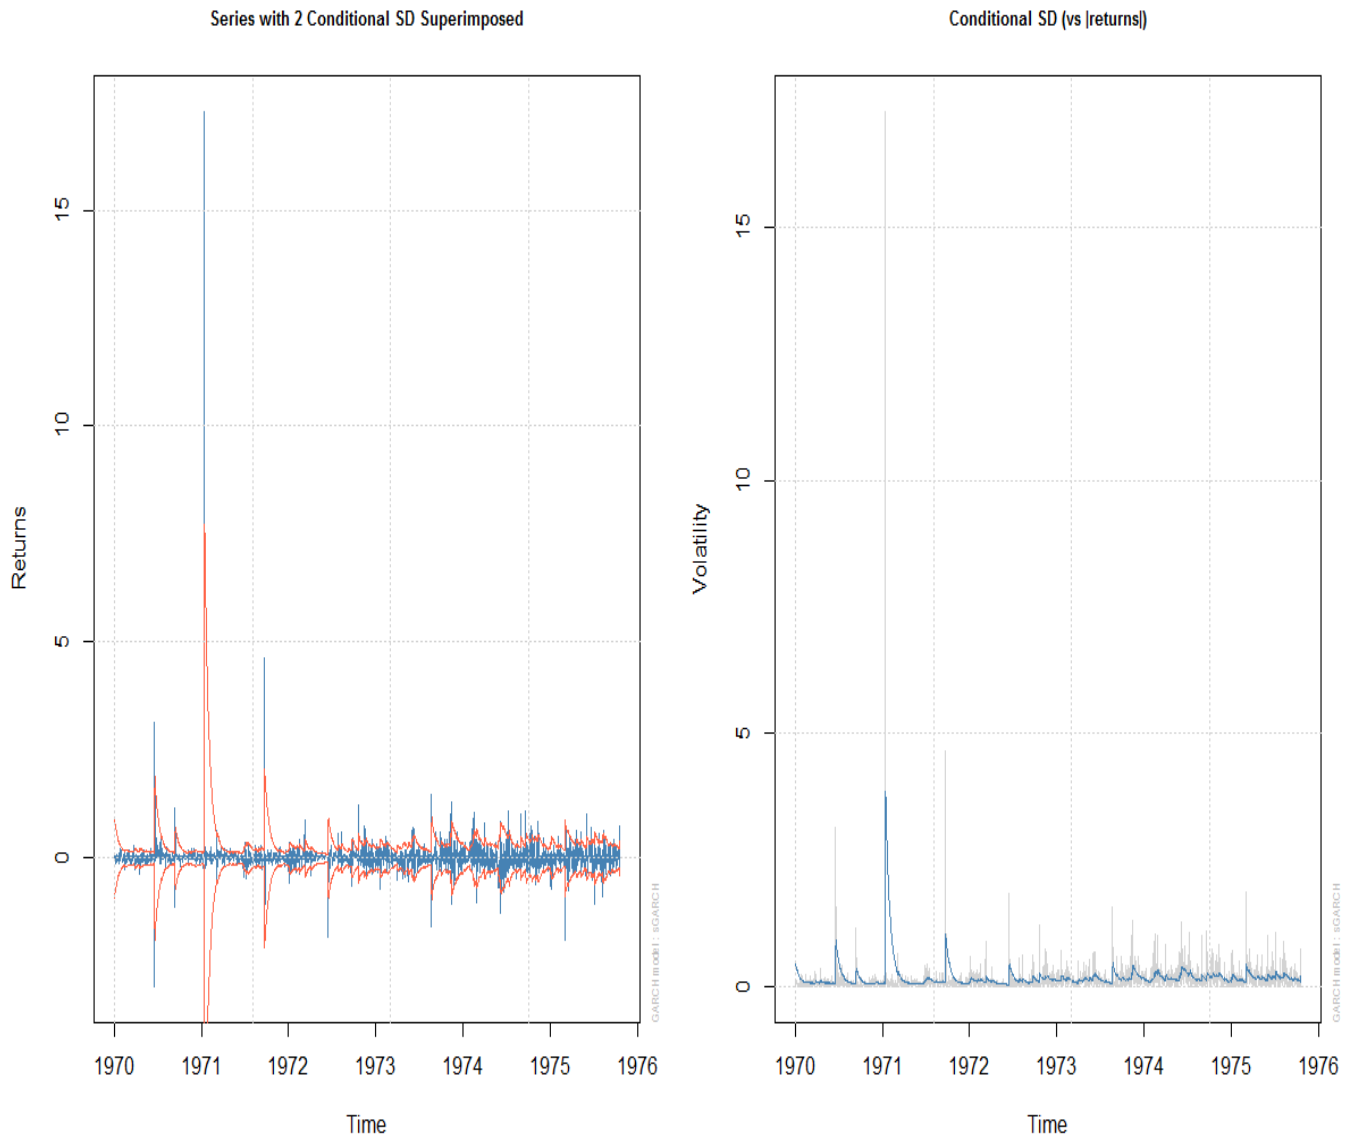 Series with 2 Conditional SD Superimposed
15
10
5
0
Returns
1970 1971 1972 1973 1974 1975 1976
Time
GARCH model : sGARCH
Conditional SD (vs |returns|)
15
10
5
0
Volatility
1970 1971 1972 1973 1974 1975 1976
Time
GARCH model : sGARCH